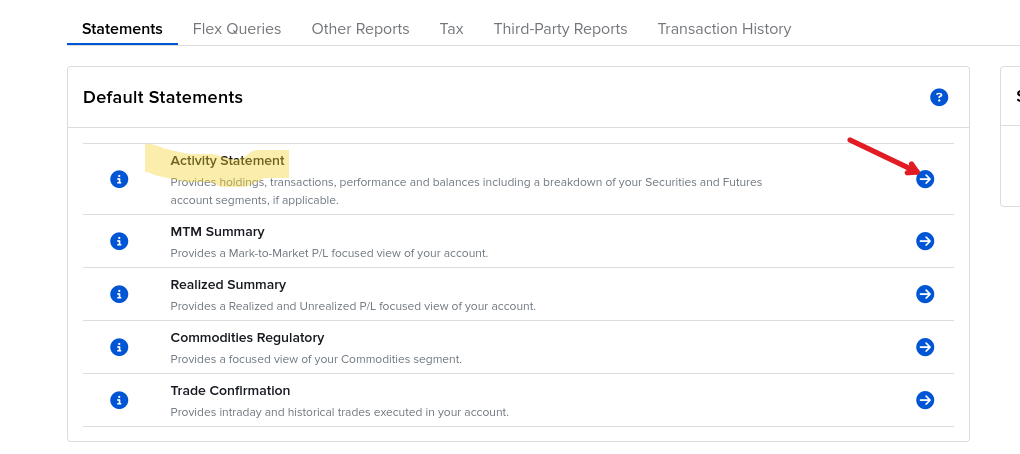 Statements Flex Queries Other Reports Tax Third-Party Reports Transaction History
Default Statements
Activity Statement
Provides holdings, transactions, performance and balances including a breakdown of your Securities and Futures
account segments, if applicable.
MTM Summary
Provides a Mark-to-Market P/L focused view of your account.
Realized Summary
Provides a Realized and Unrealized P/L focused view of your account.
Commodities Regulatory
Provides a focused view of your Commodities segment.
Trade Confirmation
Provides intraday and historical trades executed in your account.